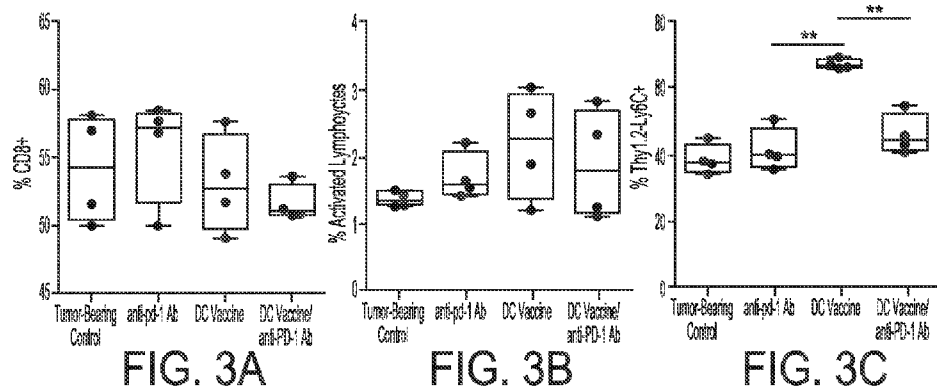 % CD8+
65
60
55
50
45
Tumor-Bearing
Control
anti-pd-1 Ab
DC Vaccine
DC Vaccine/
anti-PD-1 Ab
FIG. 3A
% Activated Lymphoyctes
4
3
2
1
0
Tumor-Bearing
Control
anti-pd-1 Ab
DC Vaccine
DC Vaccine/
anti-PD-1 Ab
FIG. 3B
% Thy1.2-Ly6C+
80
60
40
20
0
**
**
Tumor-Bearing
Control
anti-pd-1 Ab
DC Vaccine
DC Vaccine/
anti-PD-1 Ab
FIG. 3C